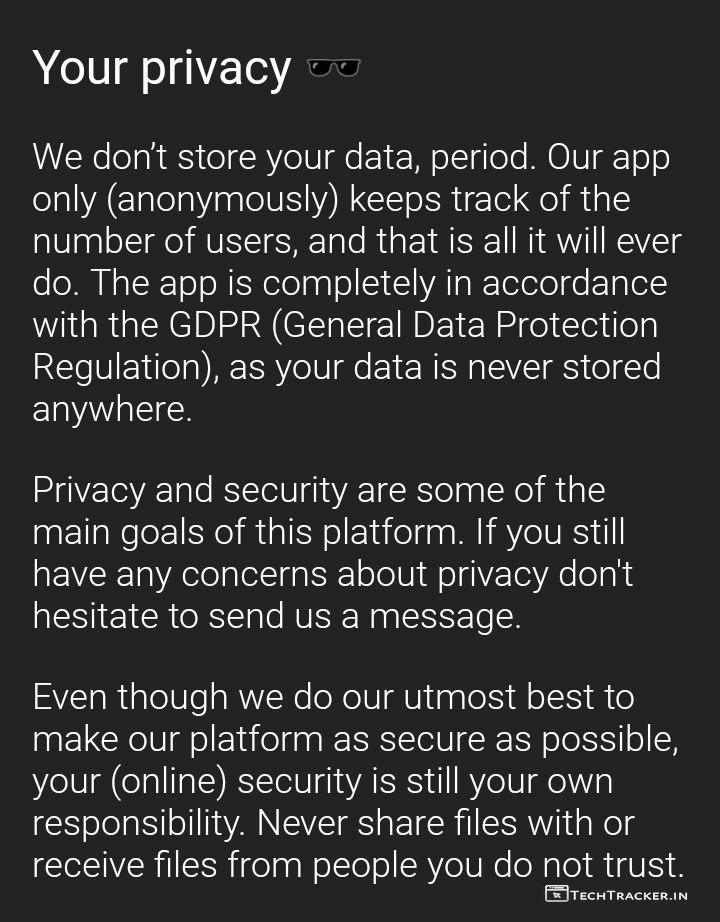 Your privacy 🕶️
We don’t store your data, period. Our app
only (anonymously) keeps track of the
number of users, and that is all it will ever
do. The app is completely in accordance
with the GDPR (General Data Protection
Regulation), as your data is never stored
anywhere.
Privacy and security are some of the
main goals of this platform. If you still
have any concerns about privacy don't
hesitate to send us a message.
Even though we do our utmost best to
make our platform as secure as possible,
your (online) security is still your own
responsibility. Never share files with or
receive files from people you do not trust.
TECHTRACKER.IN